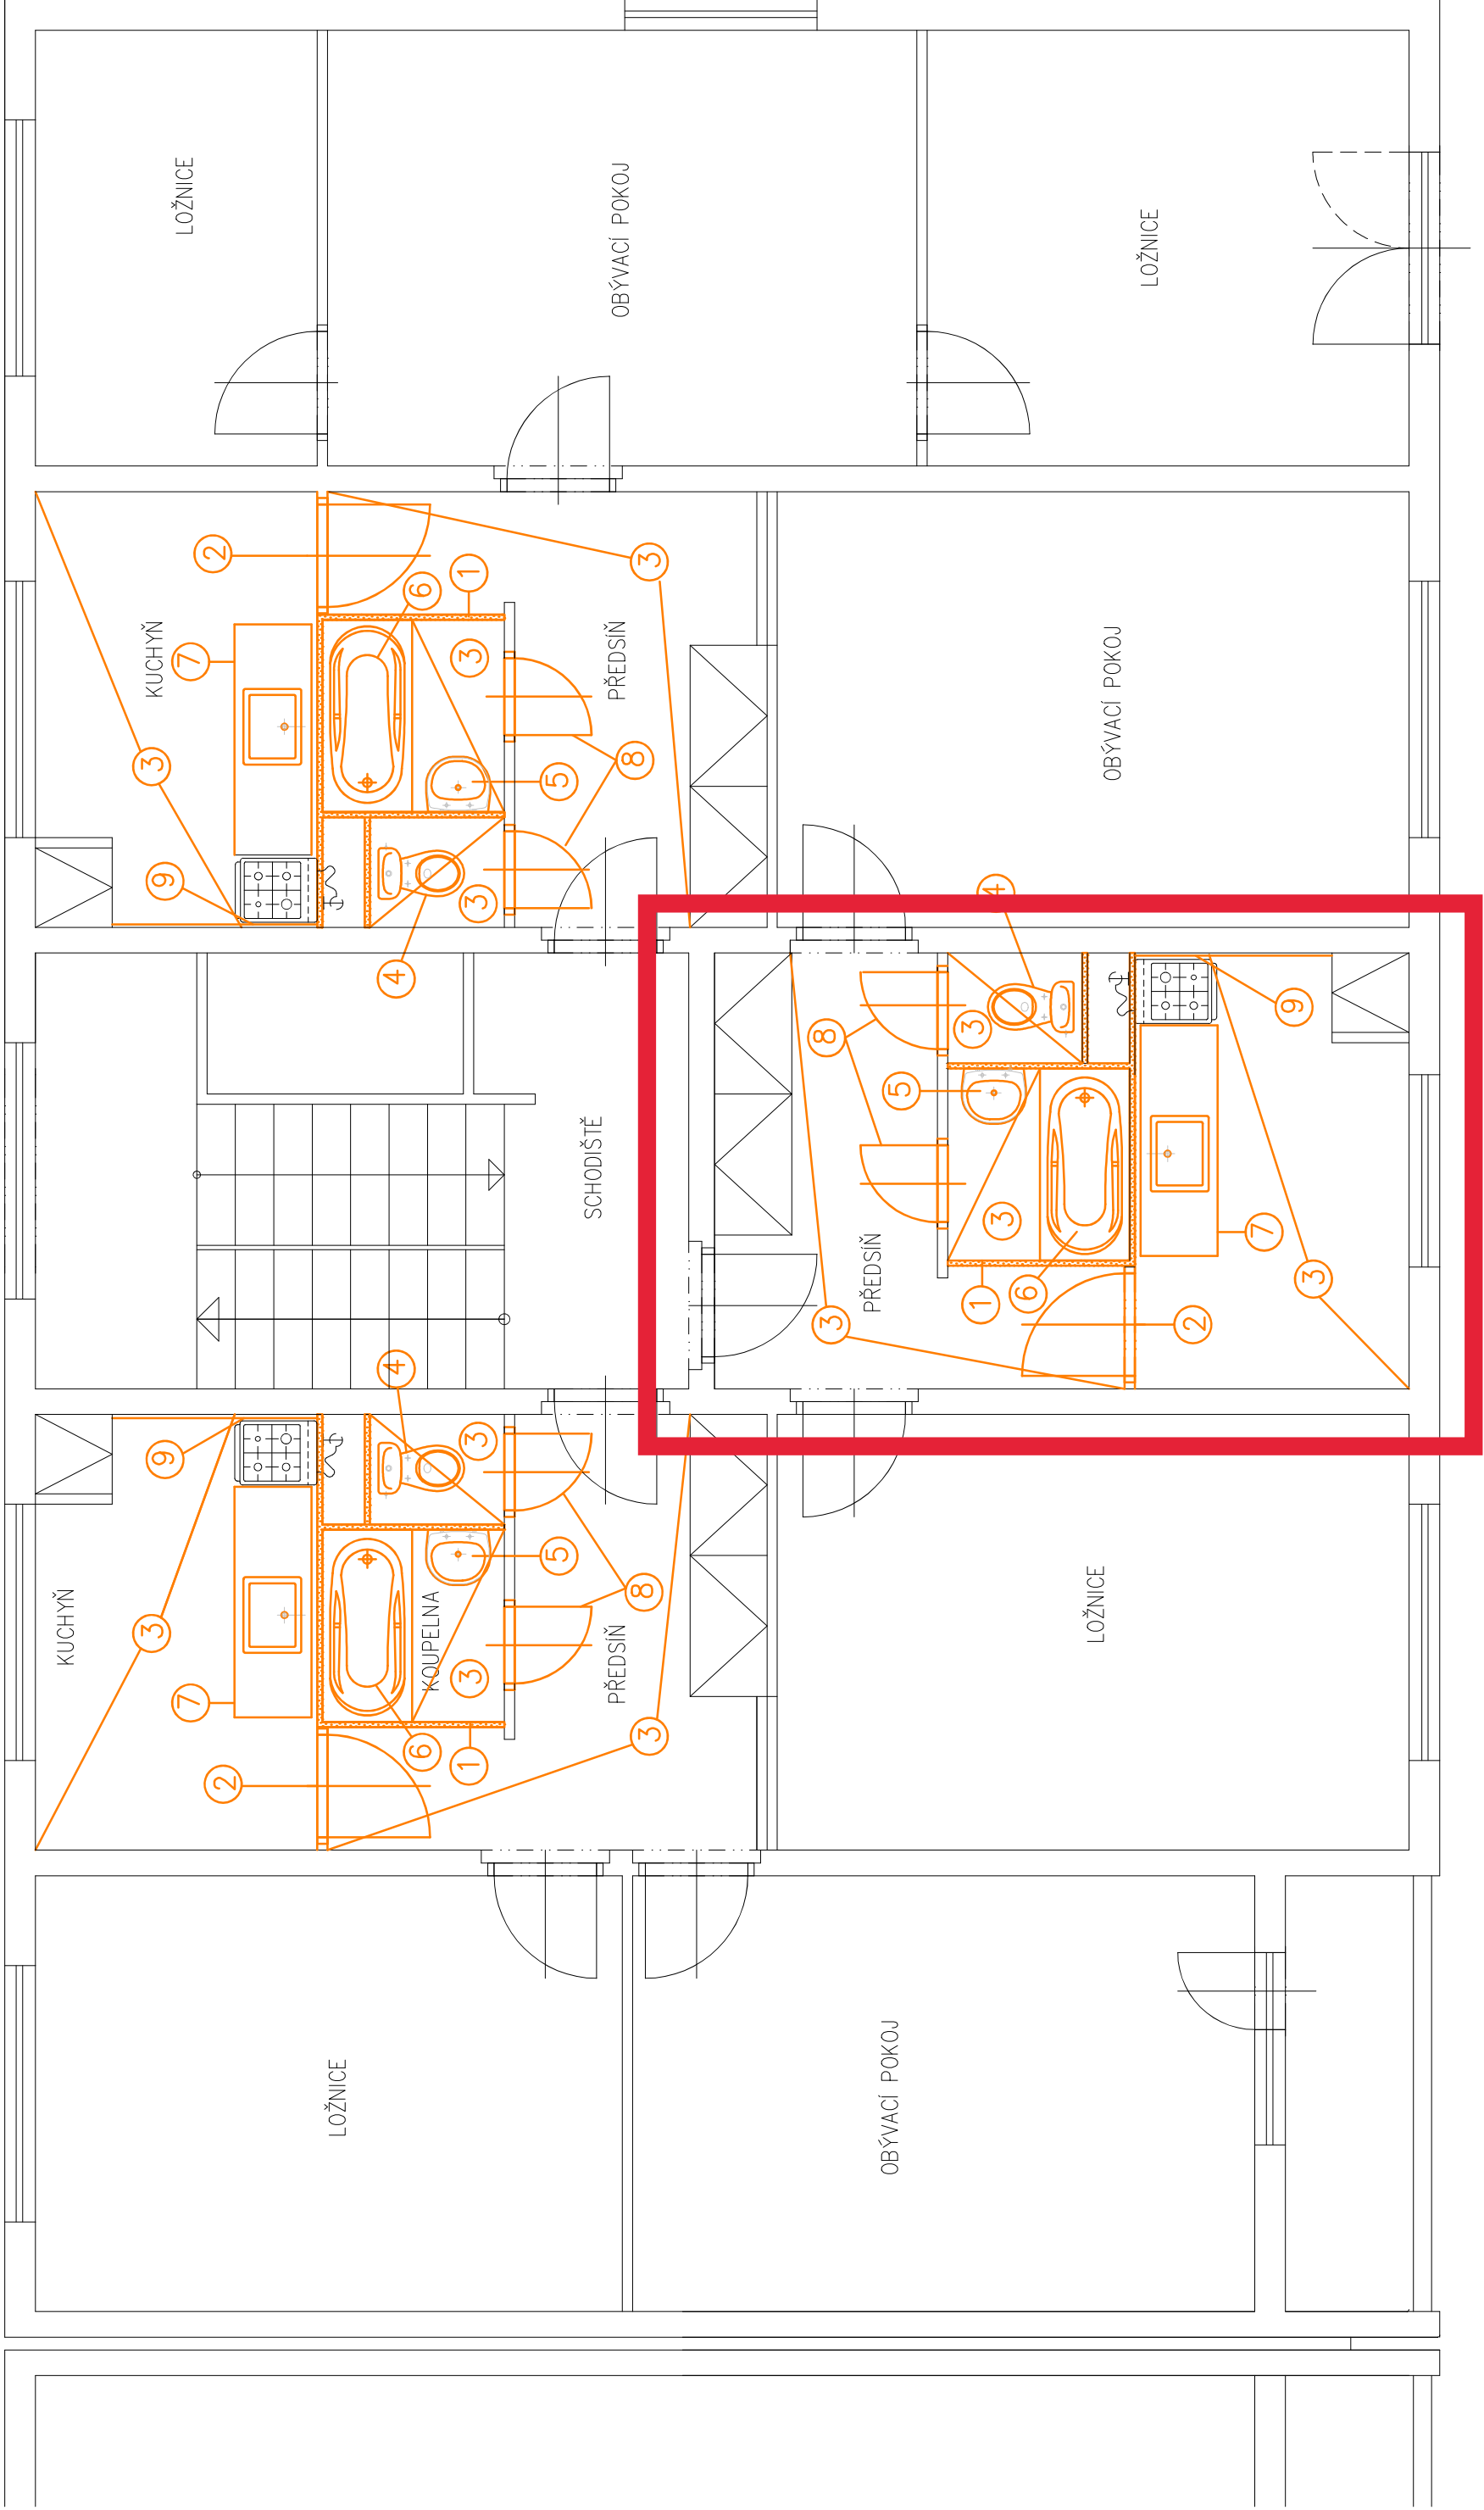 KUCHYŇ
3
3
KUCHYŇ
9
9
LOŽNICE
7
7
2
2
LOŽNICE
4
4
6
6
KOUPELNA
1
3
3
3
3
1
5
5
SCHODIŠTĚ
PŘEDSÍŇ
PŘEDSÍŇ
OBÝVACÍ POKOJ
8
8
3
3
3
8
PŘEDSÍŇ
OBÝVACÍ POKOJ
5
1
3
3
4
6
LOŽNICE
OBÝVACÍ POKOJ
LOŽNICE
2
7
9
3